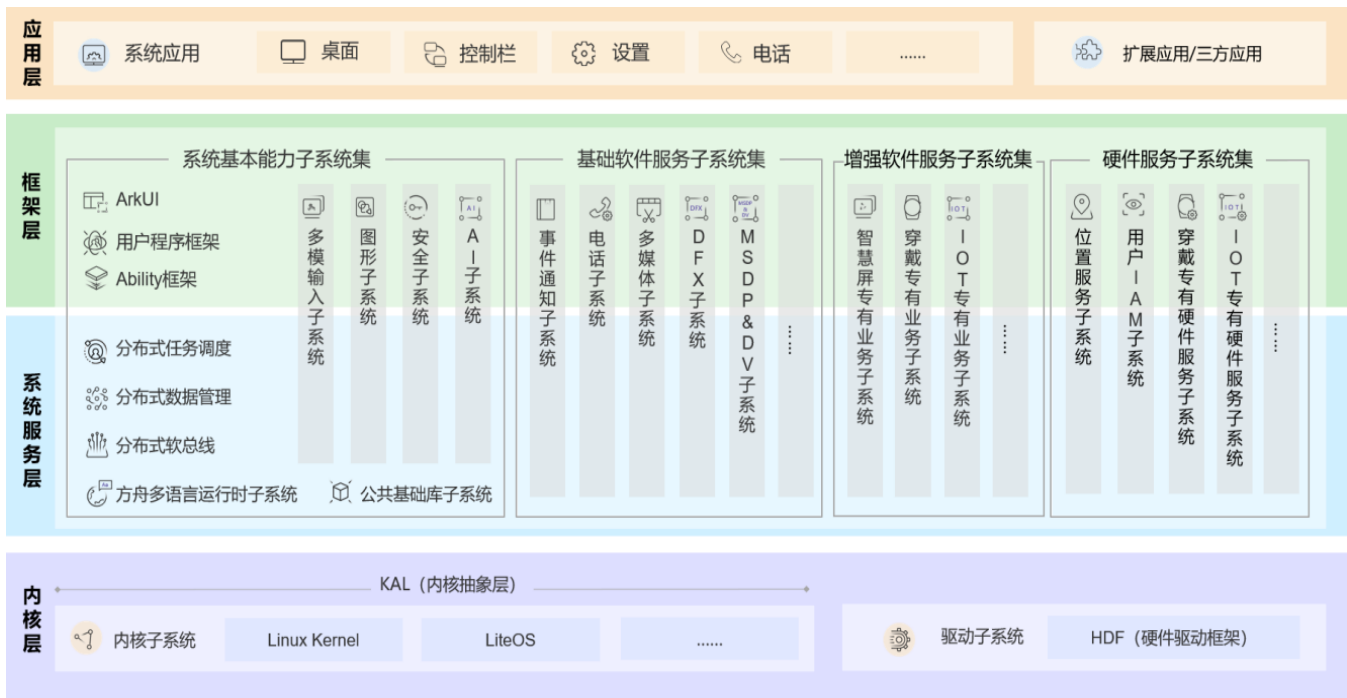 应用层
系统应用
桌面
控制栏
设置
电话
......
扩展应用/三方应用
框架层
系统基本能力子系统集
ArkUI
用户程序框架
Ability框架
多模输入子系统
图形子系统
安全子系统
AI子系统
基础软件服务子系统集
事件通知子系统
电话子系统
多媒体子系统
DFX子系统
MSDP&DV子系统
......
增强软件服务子系统集
智慧屏专有业务子系统
穿戴专有业务子系统
IOT专有业务子系统
......
硬件服务子系统集
位置服务子系统
用户IAM子系统
穿戴专有硬件服务子系统
IOT专有硬件服务子系统
......
系统服务层
分布式任务调度
分布式数据管理
分布式软总线
方舟多语言运行时子系统
公共基础库子系统
内核层
KAL（内核抽象层）
内核子系统
Linux Kernel
LiteOS
......
驱动子系统
HDF（硬件驱动框架）